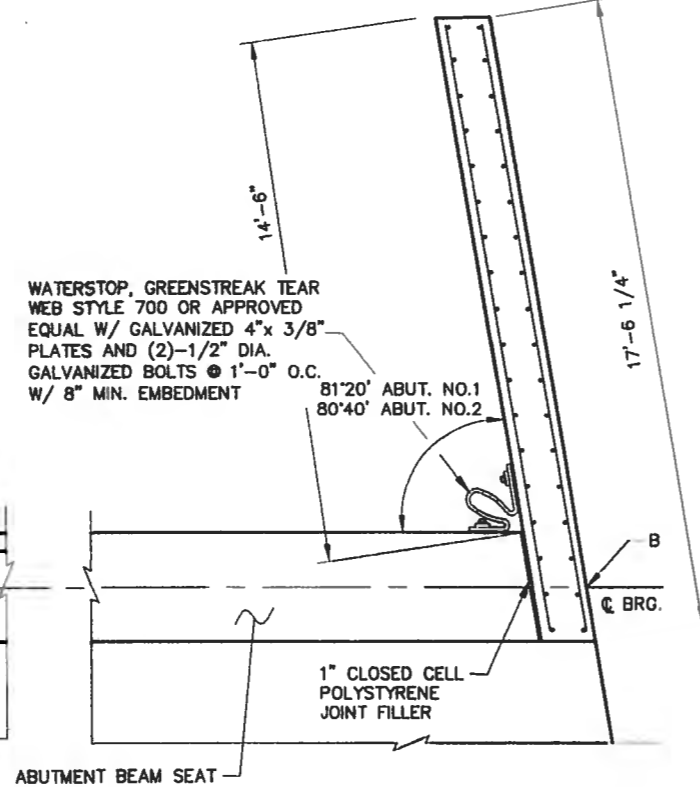 14'-6"
17'-6 1/4"
WATERSTOP, GREENSTREAK TEAR
WEB STYLE 700 OR APPROVED
EQUAL W/ GALVANIZED 4"x 3/8"
PLATES AND (2)-1/2" DIA.
GALVANIZED BOLTS @ 1'-0" O.C.
W/ 8" MIN. EMBEDMENT
81°20' ABUT. NO.1
80°40' ABUT. NO.2
B
℄ BRG.
1" CLOSED CELL
POLYSTYRENE
JOINT FILLER
ABUTMENT BEAM SEAT